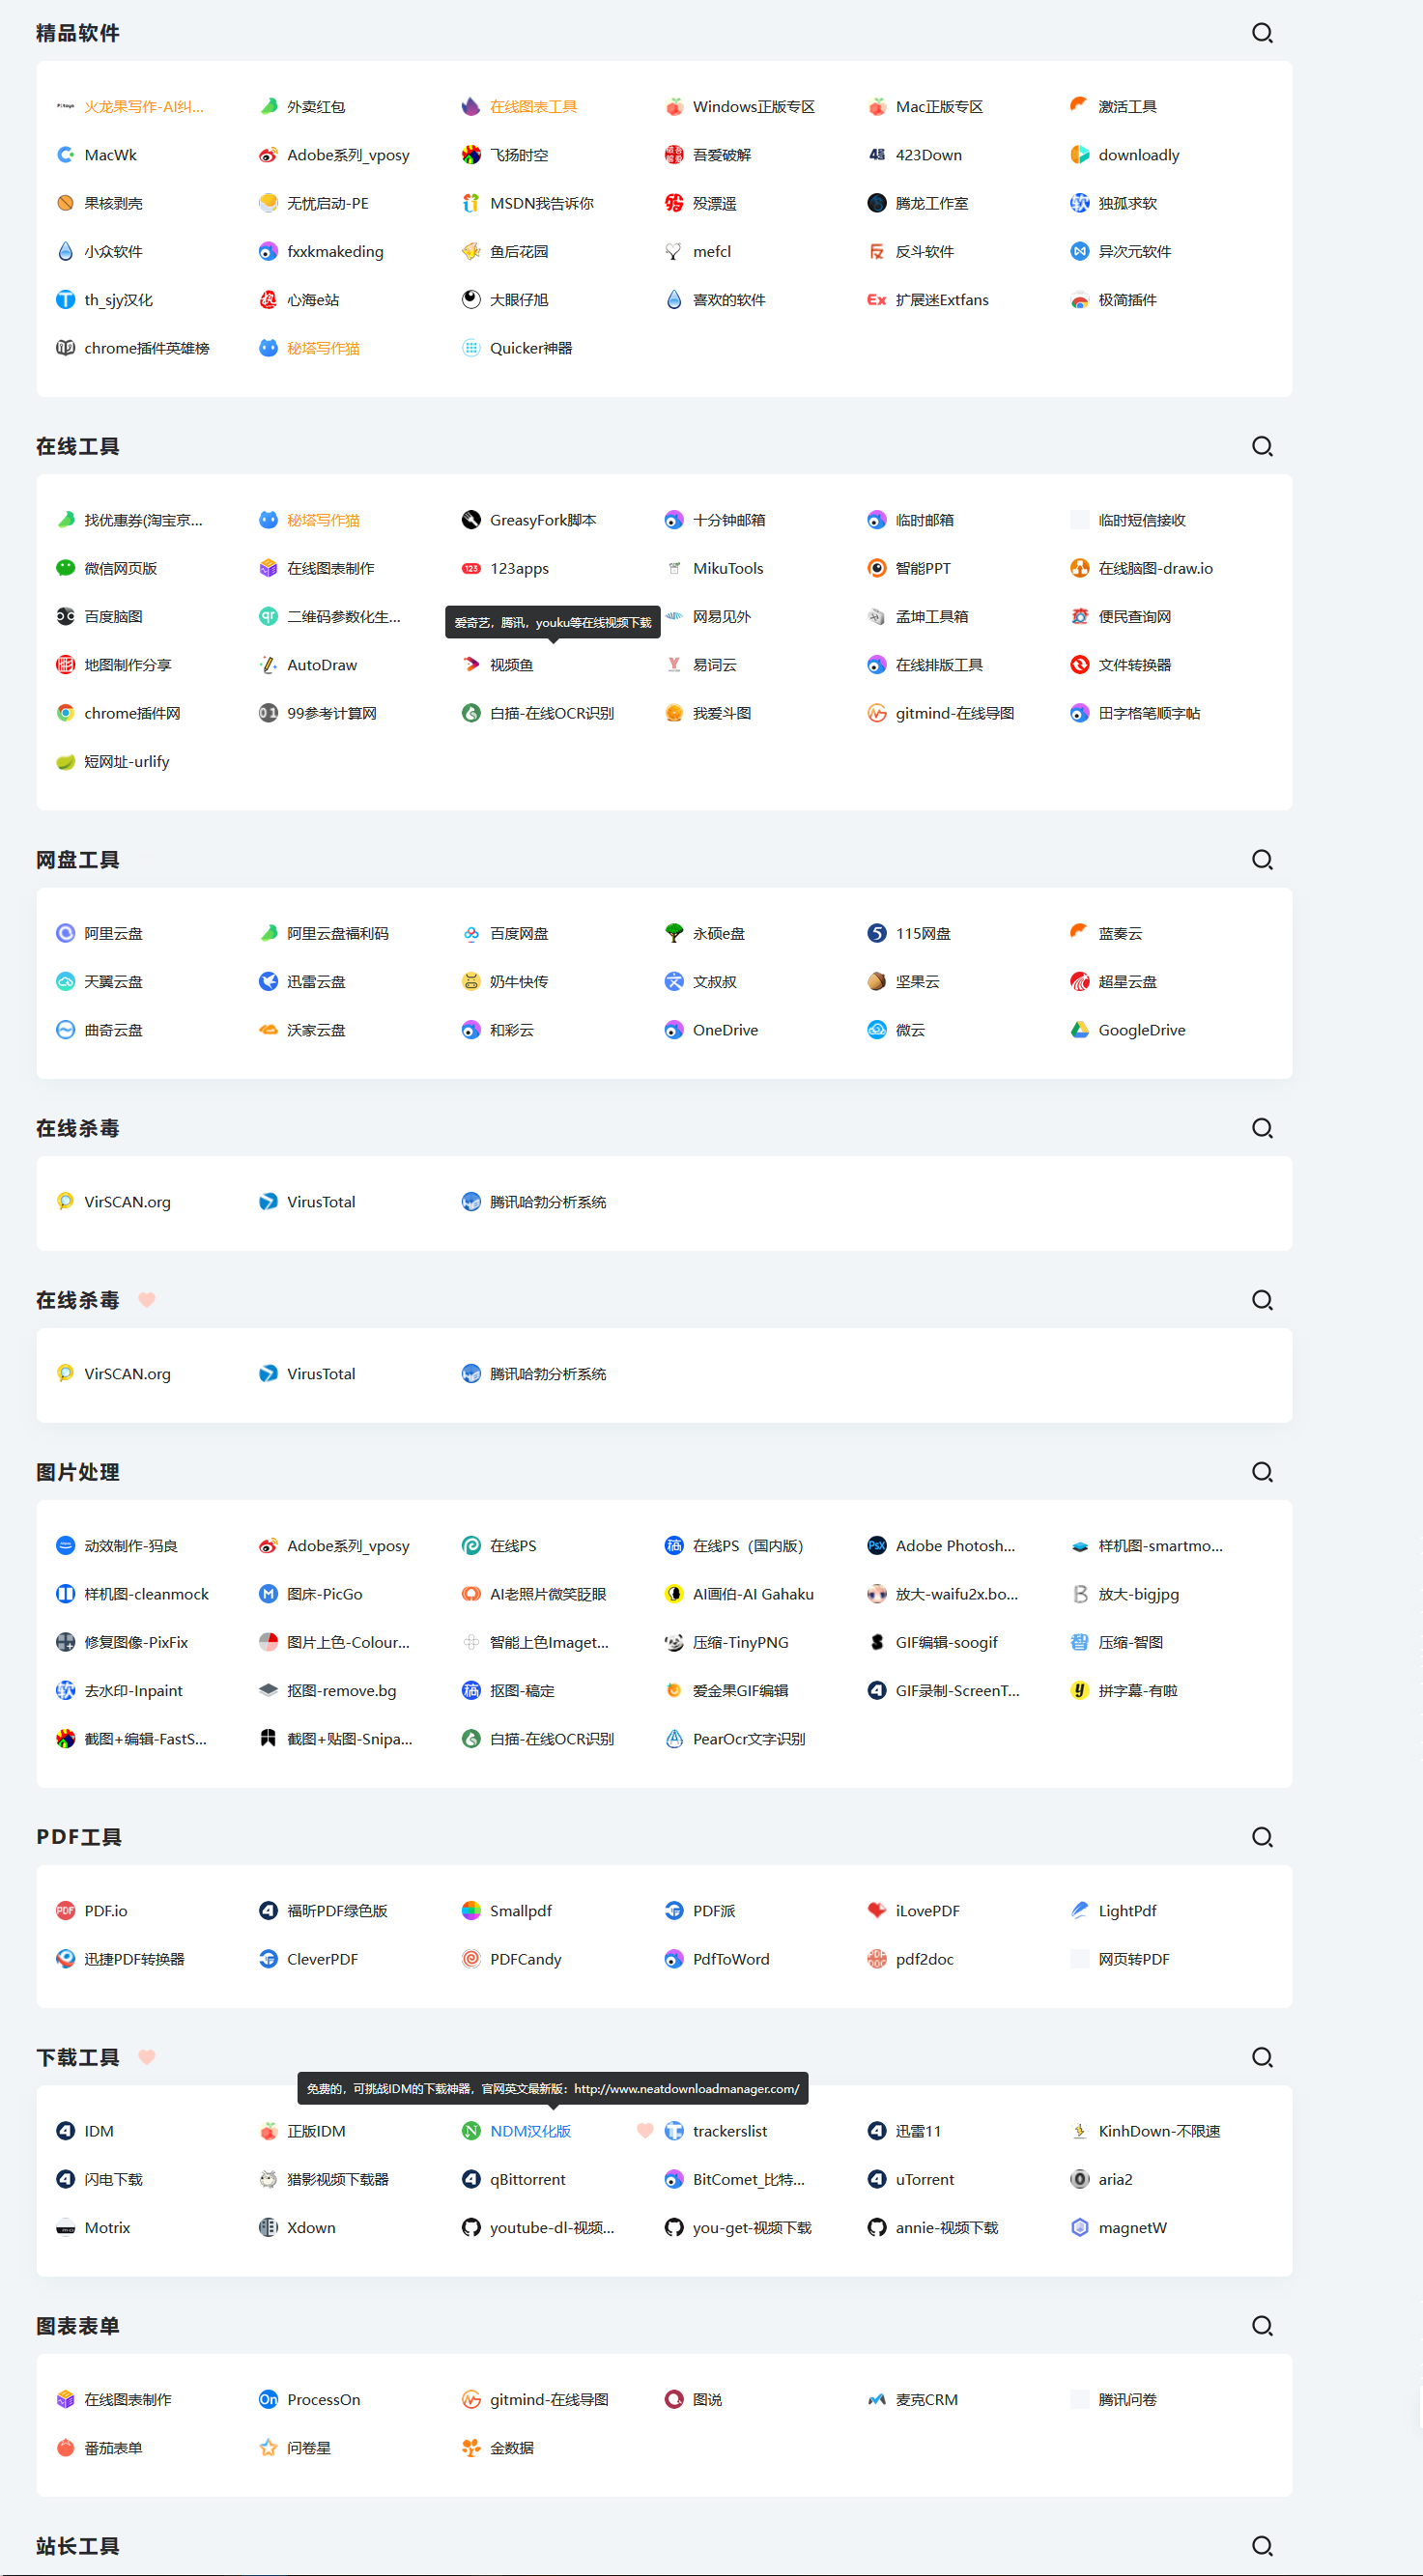 精品软件
火龙果写作-AI纠... 外卖红包 在线图表工具 Windows正版专区 Mac正版专区 激活工具
MacWk Adobe系列_vposy 飞扬时空 吾爱破解 423Down downloadly
果核剥壳 无忧启动-PE MSDN我告诉你 殁漂遥 腾龙工作室 独孤求软
小众软件 fxxkmakeding 鱼后花园 mefcl 反斗软件 异次元软件
th_sjy汉化 心海e站 大眼仔旭 喜欢的软件 扩展迷Extfans 极简插件
chrome插件英雄榜 秘塔写作猫 Quicker神器
在线工具
找优惠券(淘宝京... 秘塔写作猫 GreasyFork脚本 十分钟邮箱 临时邮箱 临时短信接收
微信网页版 在线图表制作 123apps MikuTools 智能PPT 在线脑图-draw.io
百度脑图 二维码参数化生... 爱奇艺，腾讯，youku等在线视频下载 网易见外 孟坤工具箱 便民查询网
地图制作分享 AutoDraw 视频鱼 易词云 在线排版工具 文件转换器
chrome插件网 99参考计算网 白描-在线OCR识别 我爱斗图 gitmind-在线导图 田字格笔顺字帖
短网址-urlify
网盘工具
阿里云盘 阿里云盘福利码 百度网盘 永硕e盘 115网盘 蓝奏云
天翼云盘 迅雷云盘 奶牛快传 文叔叔 坚果云 超星云盘
曲奇云盘 沃家云盘 和彩云 OneDrive 微云 GoogleDrive
在线杀毒
VirSCAN.org VirusTotal 腾讯哈勃分析系统
在线杀毒
VirSCAN.org VirusTotal 腾讯哈勃分析系统
图片处理
动效制作-犸良 Adobe系列_vposy 在线PS 在线PS（国内版） Adobe Photosh... 样机图-smartmo...
样机图-cleanmock 图床-PicGo AI老照片微笑眨眼 AI画伯-AI Gahaku 放大-waifu2x.bo... 放大-bigjpg
修复图像-PixFix 图片上色-Colour... 智能上色Imaget... 压缩-TinyPNG GIF编辑-soogif 压缩-智图
去水印-Inpaint 抠图-remove.bg 抠图-稿定 爱金果GIF编辑 GIF录制-ScreenT... 拼字幕-有啦
截图+编辑-FastS... 截图+贴图-Snipa... 白描-在线OCR识别 PearOcr文字识别
PDF工具
PDF.io 福昕PDF绿色版 Smallpdf PDF派 iLovePDF LightPdf
迅捷PDF转换器 CleverPDF PDFCandy PdfToWord pdf2doc 网页转PDF
下载工具
免费的，可挑战IDM的下载神器，官网英文最新版：http://www.neatdownloadmanager.com/
IDM 正版IDM NDM汉化版 trackerslist 迅雷11 KinhDown-不限速
闪电下载 猎影视频下载器 qBittorrent BitComet_比特... uTorrent aria2
Motrix Xdown youtube-dl-视频... you-get-视频下载 annie-视频下载 magnetW
图表表单
在线图表制作 ProcessOn gitmind-在线导图 图说 麦克CRM 腾讯问卷
番茄表单 问卷星 金数据
站长工具